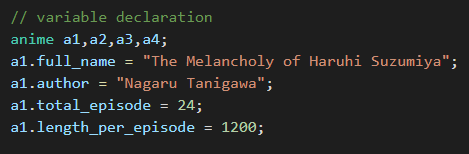 // variable declaration
anime a1,a2,a3,a4;
a1.full_name = "The Melancholy of Haruhi Suzumiya";
a1.author = "Nagaru Tanigawa";
a1.total_episode = 24;
a1.length_per_episode = 1200;